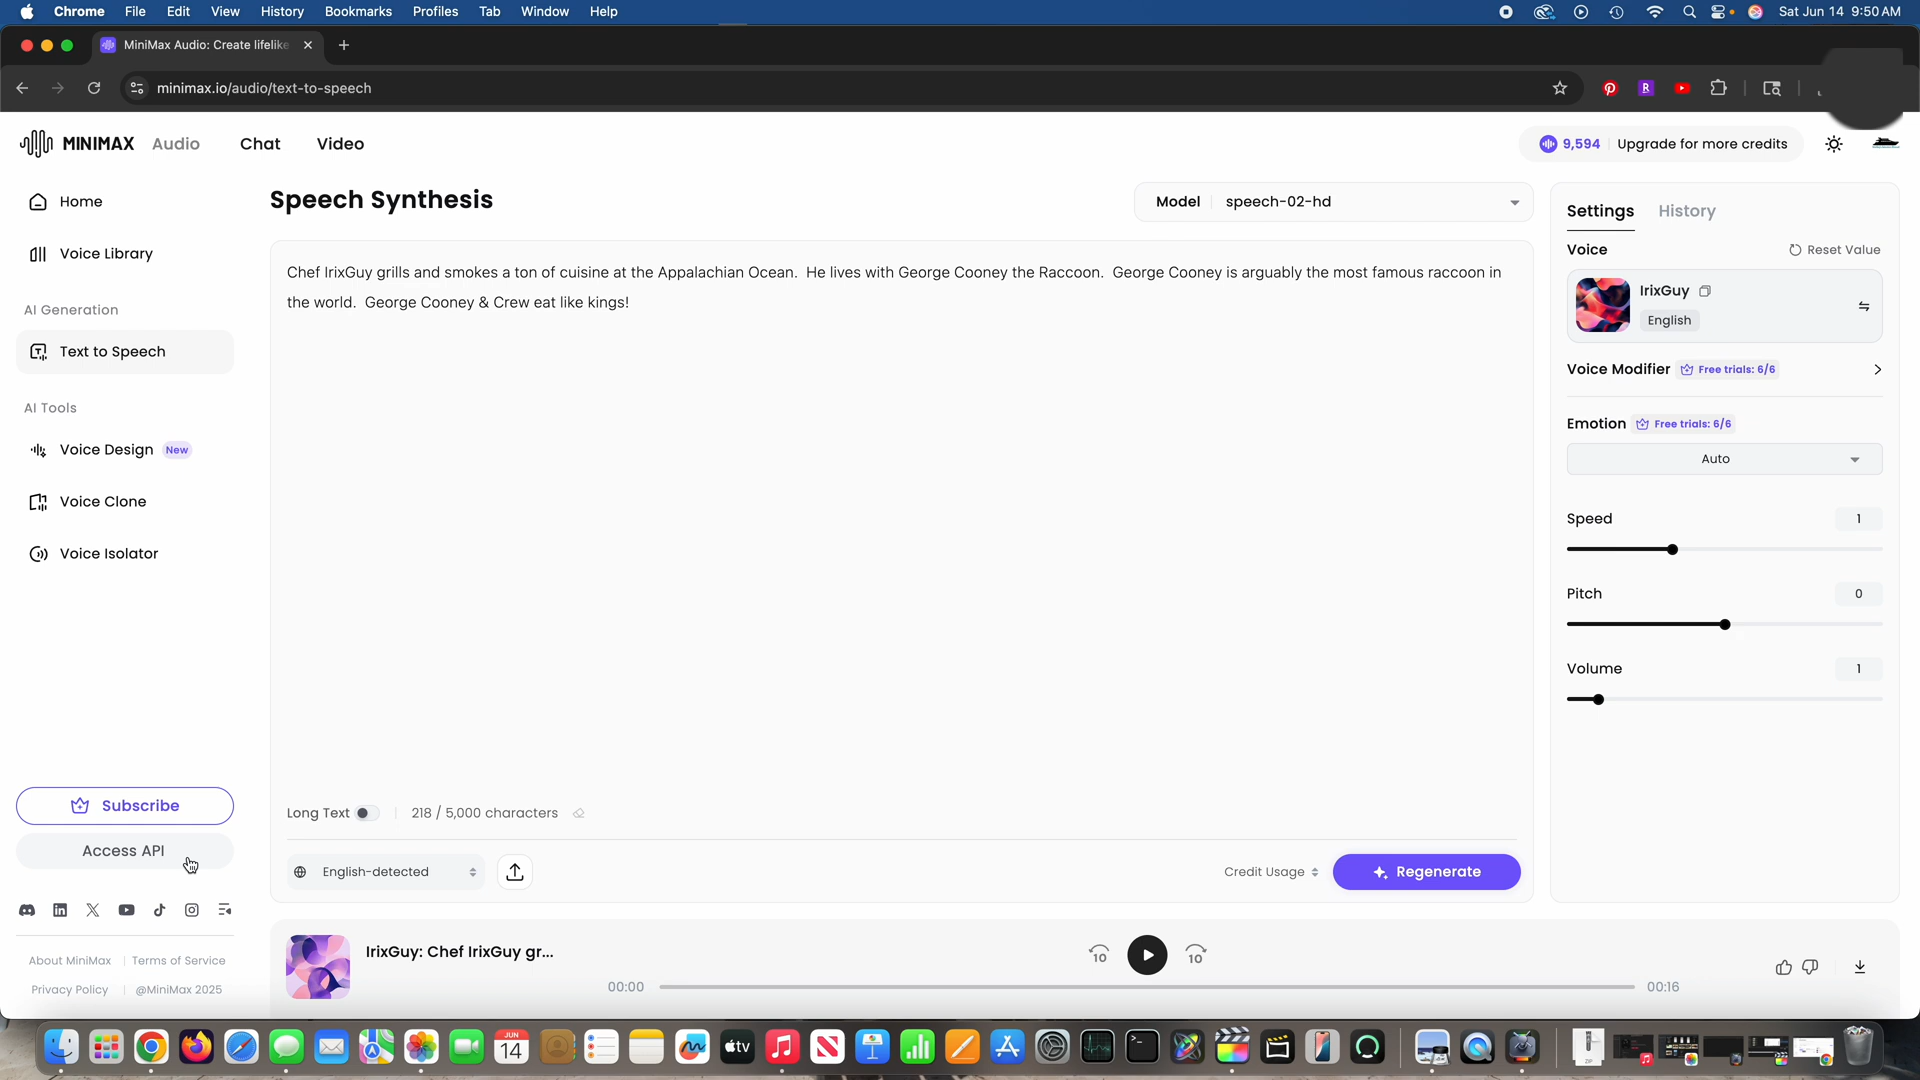 Chrome File Edit View History Bookmarks Profiles Tab Window Help
Sat Jun 14 9:50 AM
MiniMax Audio: Create lifelike
minimax.io/audio/text-to-speech
MINIMAX Audio Chat Video
9,594 Upgrade for more credits
Home
Voice Library
AI Generation
Text to Speech
AI Tools
Voice Design New
Voice Clone
Voice Isolator
Subscribe
Access API
About MiniMax Terms of Service
Privacy Policy @MiniMax 2025
Speech Synthesis
Model speech-02-hd
Chef IrixGuy grills and smokes a ton of cuisine at the Appalachian Ocean. He lives with George Cooney the Raccoon. George Cooney is arguably the most famous raccoon in
the world. George Cooney & Crew eat like kings!
Long Text 218 / 5,000 characters
English-detected
Credit Usage
Regenerate
Settings History
Voice Reset Value
IrixGuy
English
Voice Modifier Free trials: 6/6
Emotion Free trials: 6/6
Auto
Speed 1
Pitch 0
Volume 1
IrixGuy: Chef IrixGuy gr...
10 10
00:00 00:16
tv
JUN
14
ZIP